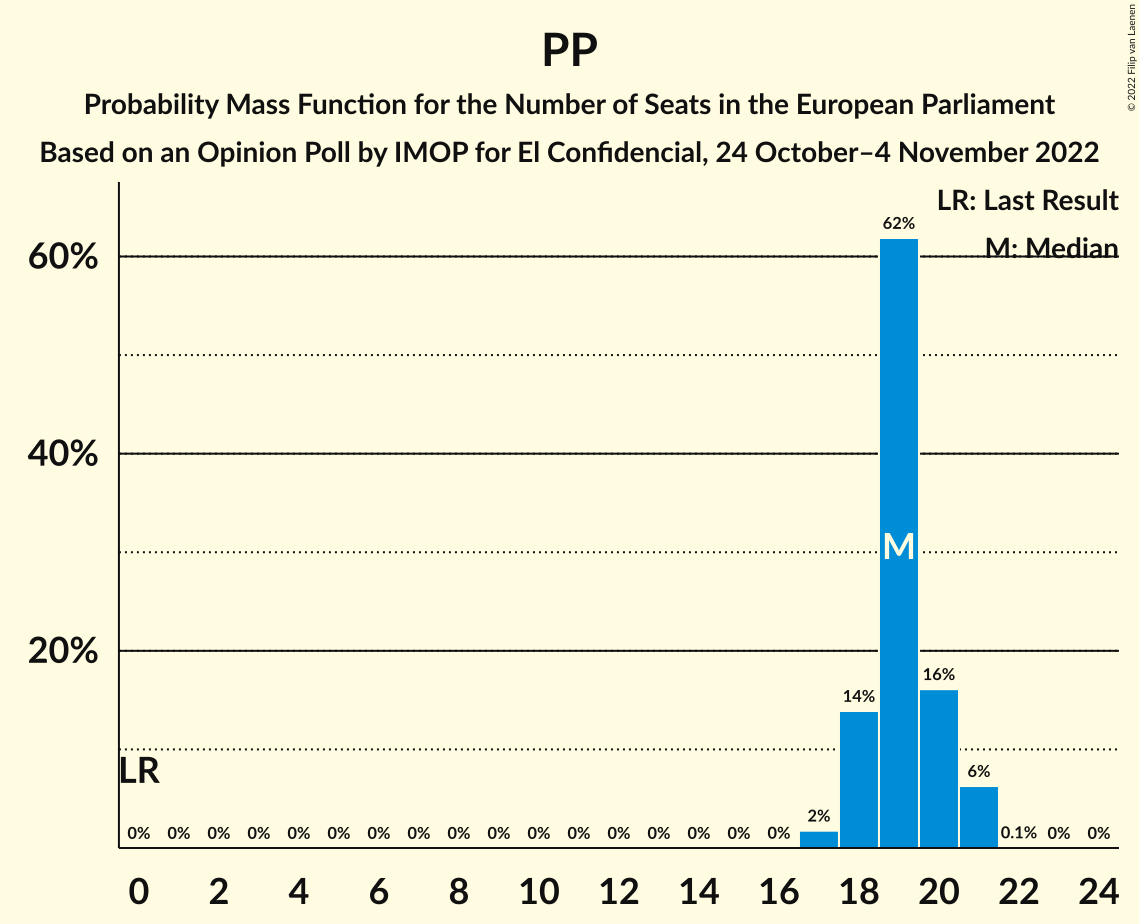 PP
Probability Mass Function for the Number of Seats in the European Parliament
Based on an Opinion Poll by IMOP for El Confidencial, 24 October–4 November 2022
© 2022 Filip van Laenen
LR: Last Result
M: Median
62%
60%
40%
M
20%
16%
14%
LR
6%
2%
0% 0% 0% 0% 0% 0% 0% 0% 0% 0% 0% 0% 0% 0% 0% 0% 0% 0.1% 0% 0%
0 2 4 6 8 10 12 14 16 18 20 22 24